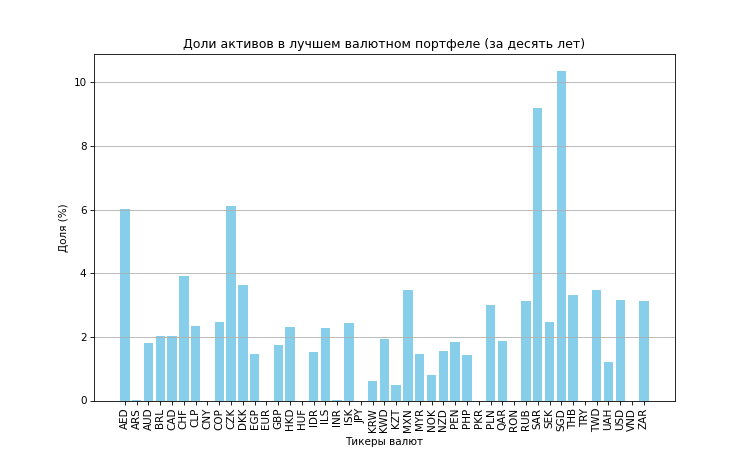 Доли активов в лучшем валютном портфеле (за десять лет)
Доля (%)
10
8
6
4
2
0
AED
ARS
AUD
BRL
CAD
CHF
CLP
CNY
COP
CZK
DKK
EGP
EUR
GBP
HKD
HUF
IDR
ILS
INR
ISK
JPY
KRW
KWD
KZT
MXN
MYR
NOK
NZD
PEN
PHP
PKR
PLN
QAR
RON
RUB
SAR
SEK
SGD
THB
TRY
TWD
UAH
USD
VND
ZAR
Тикеры валют